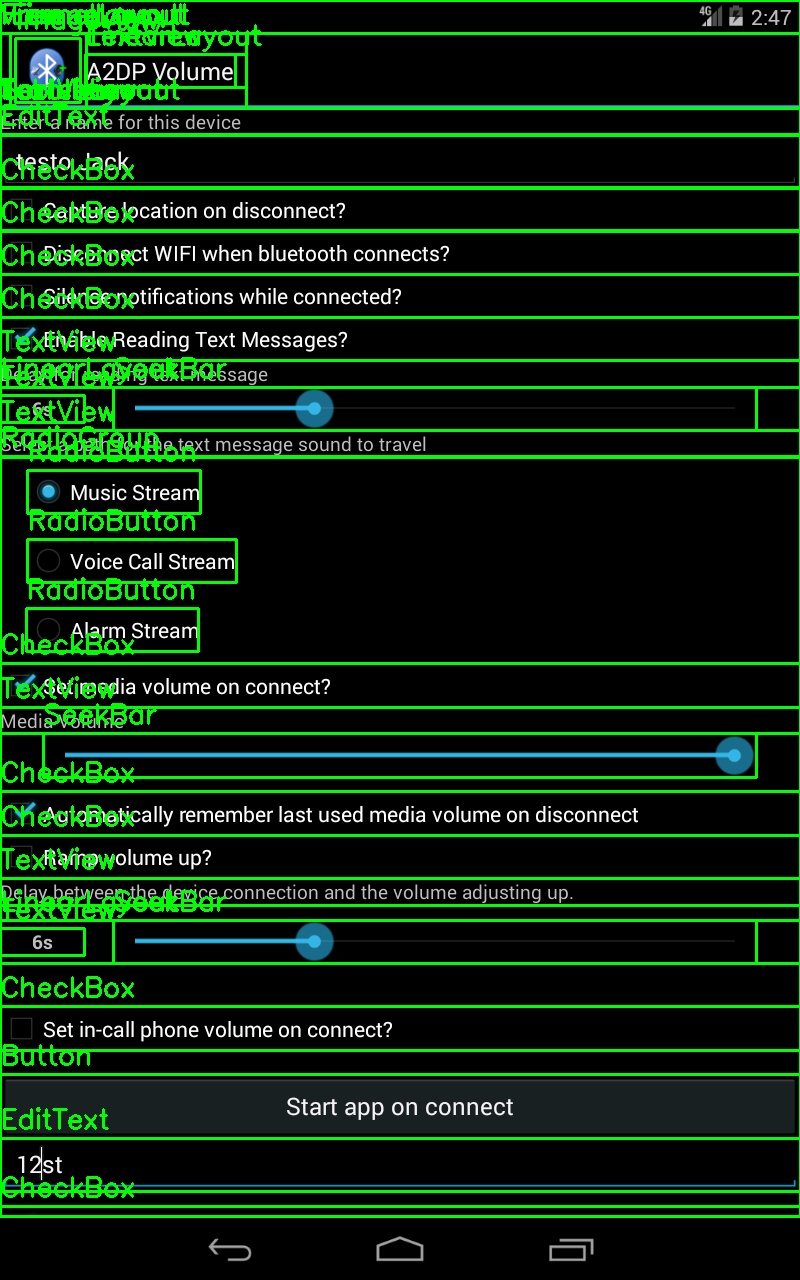 4G 2:47
TextView
A2DP Volume
EditText
Enter a name for this device
testo Jack
CheckBox
CheckBox
Capture location on disconnect?
CheckBox
Disconnect WIFI when bluetooth connects?
CheckBox
Silence notifications while connected?
TextView
Enable Reading Text Messages?
LinearLayout SeekBar
TextView
Delay for reading text message
TextView
6s
RadioGroup
Select a path for the text message sound to travel
RadioButton
Music Stream
RadioButton
Voice Call Stream
RadioButton
Alarm Stream
CheckBox
TextView
Set media volume on connect?
SeekBar
Media Volume
CheckBox
CheckBox
Automatically remember last used media volume on disconnect
TextView
Ramp volume up?
Delay between the device connection and the volume adjusting up.
LinearLayout SeekBar
TextView
6s
CheckBox
Set in-call phone volume on connect?
Button
Start app on connect
EditText
12st
CheckBox